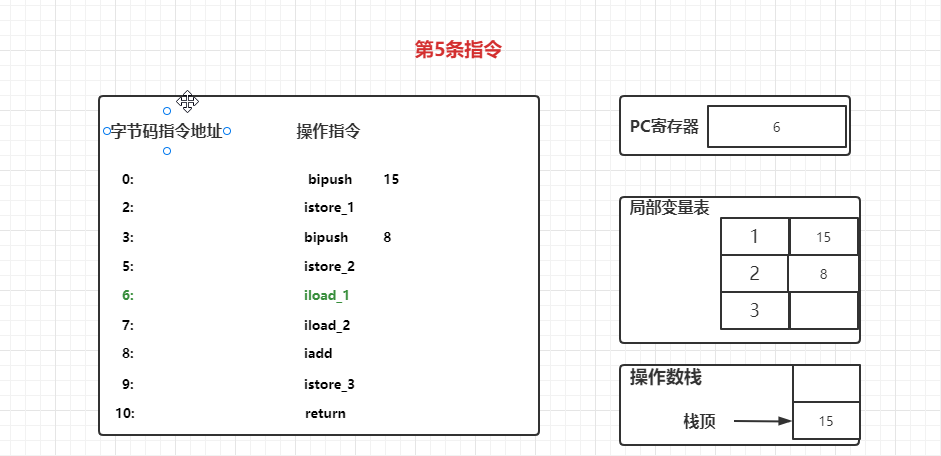 第5条指令
字节码指令地址 操作指令
0: bipush 15
2: istore_1
3: bipush 8
5: istore_2
6: iload_1
7: iload_2
8: iadd
9: istore_3
10: return
PC寄存器 6
局部变量表
1 15
2 8
3
操作数栈
栈顶 15